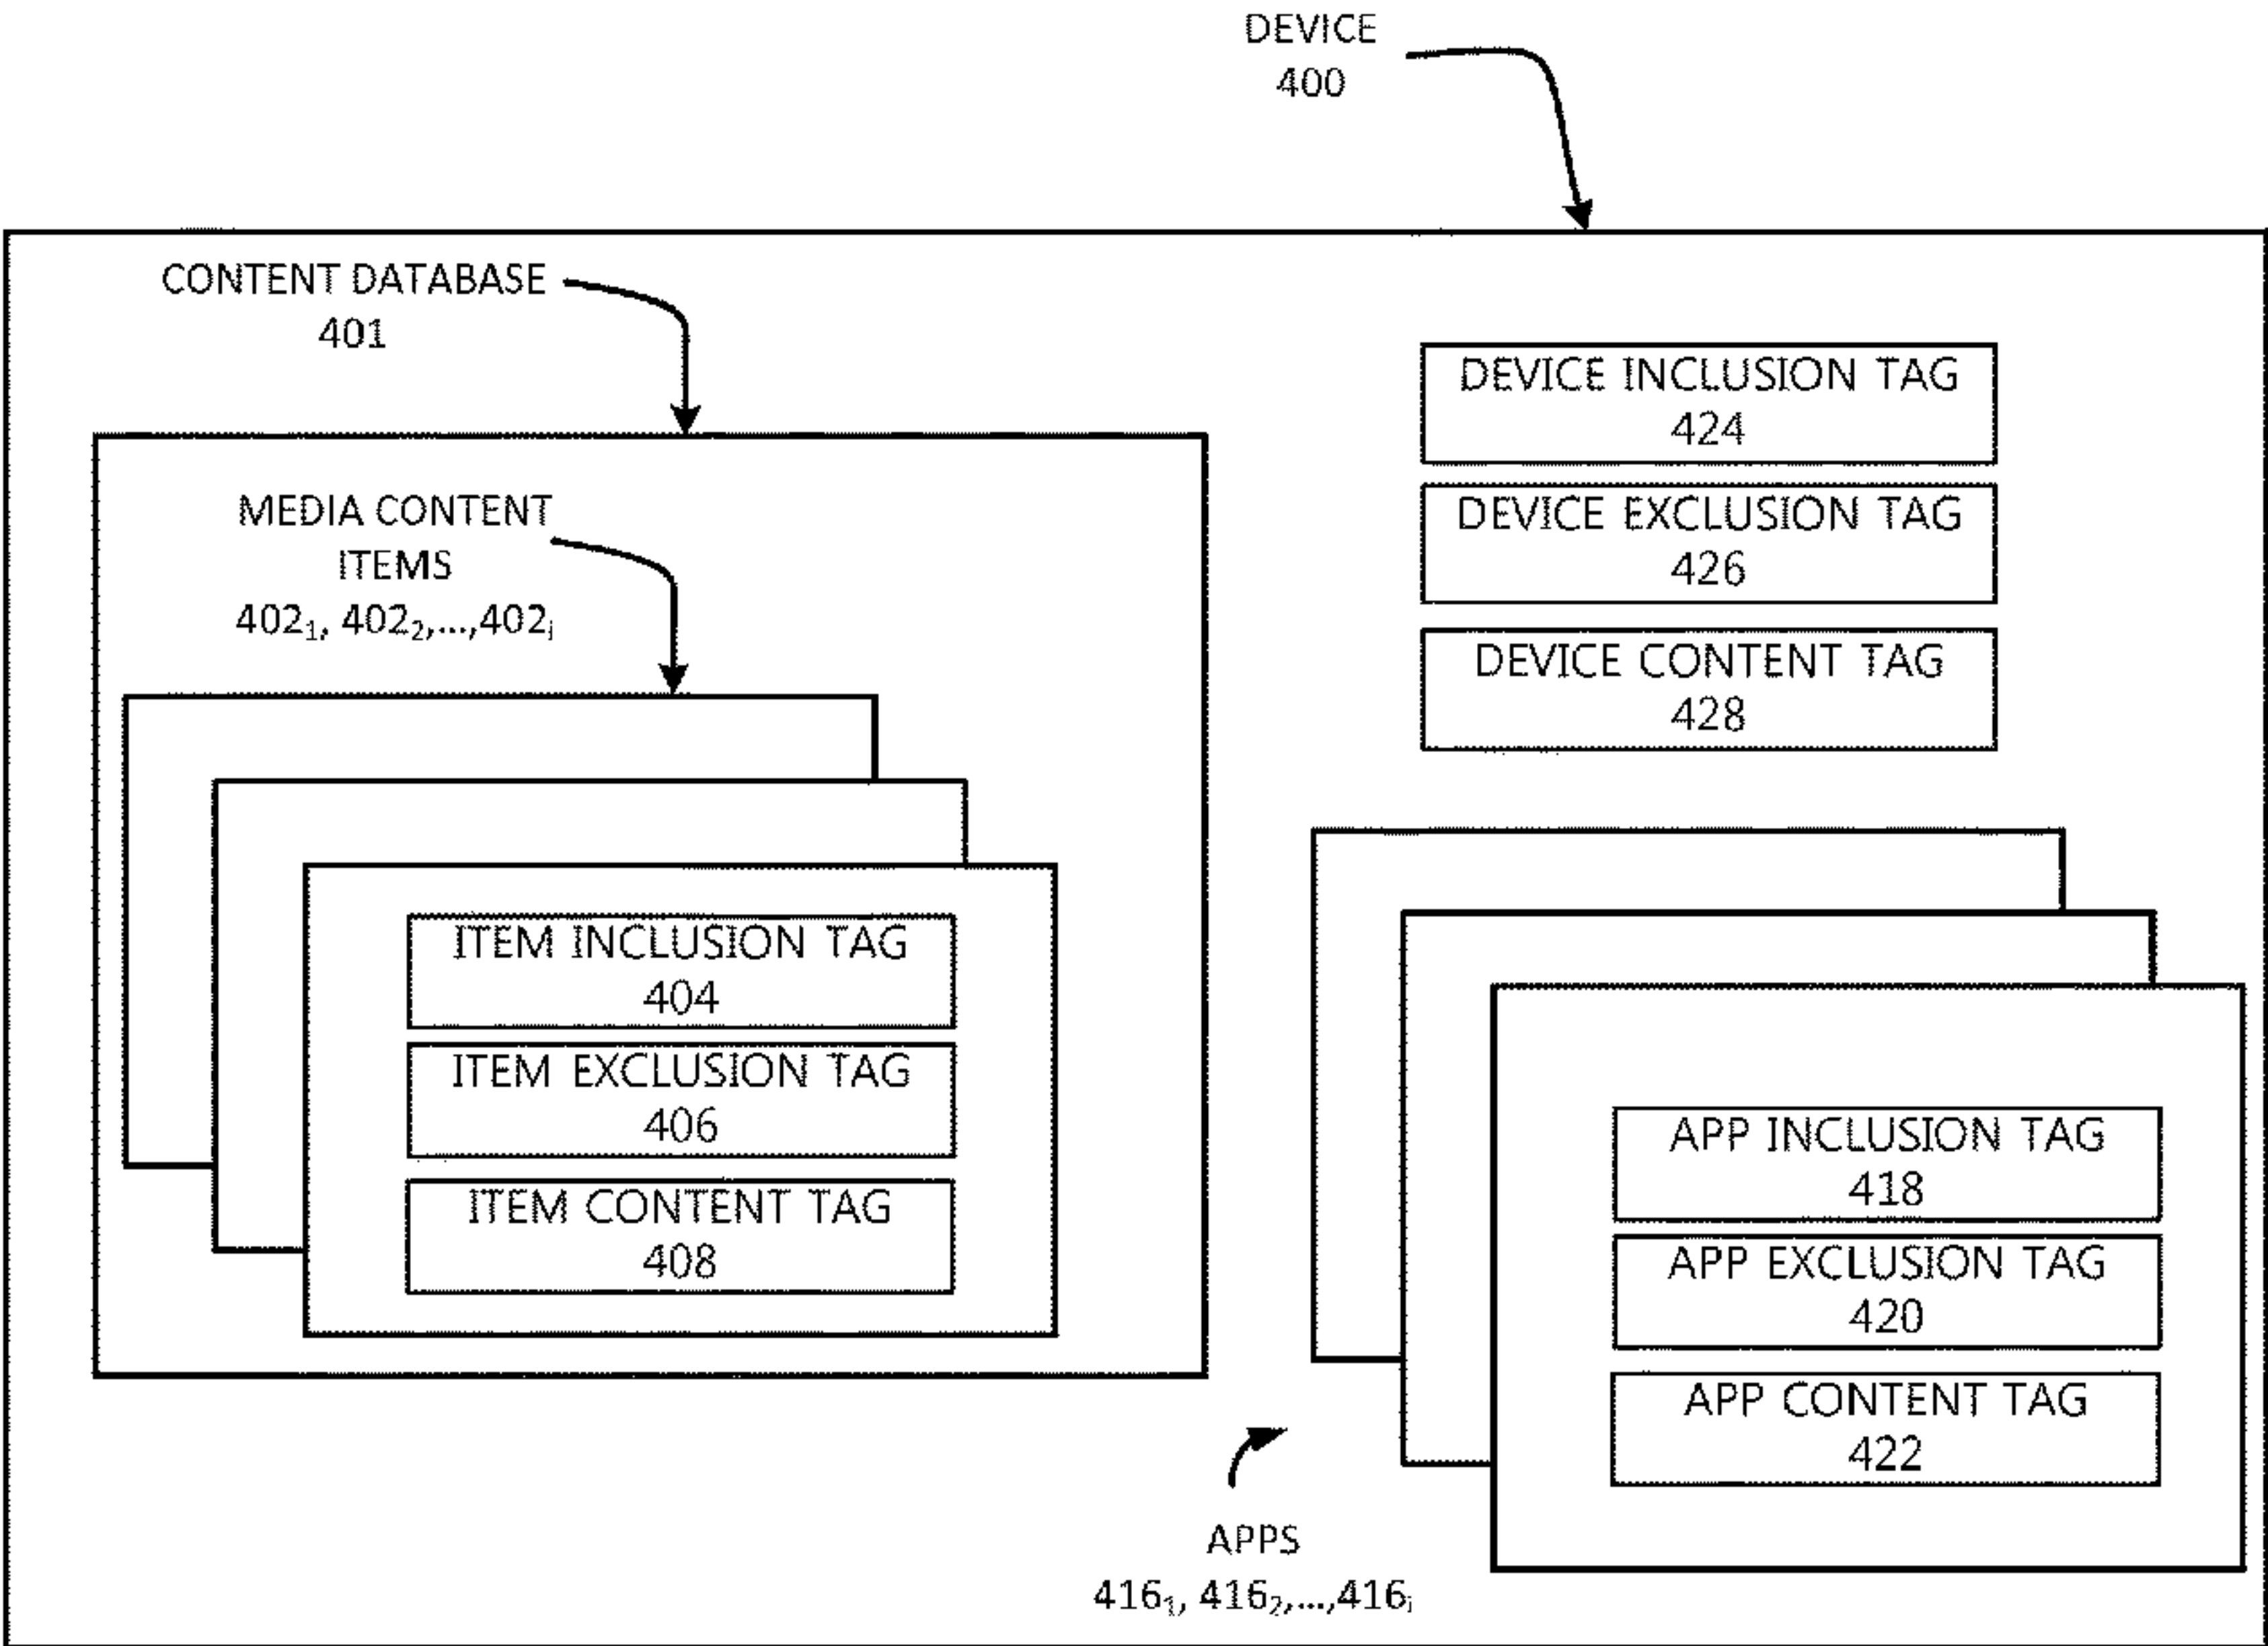 DEVICE
400
CONTENT DATABASE
401
MEDIA CONTENT
ITEMS
402₁, 402₂,...,402ᵢ
ITEM INCLUSION TAG
404
ITEM EXCLUSION TAG
406
ITEM CONTENT TAG
408
DEVICE INCLUSION TAG
424
DEVICE EXCLUSION TAG
426
DEVICE CONTENT TAG
428
APP INCLUSION TAG
418
APP EXCLUSION TAG
420
APP CONTENT TAG
422
APPS
416₁, 416₂,...,416ᵢ